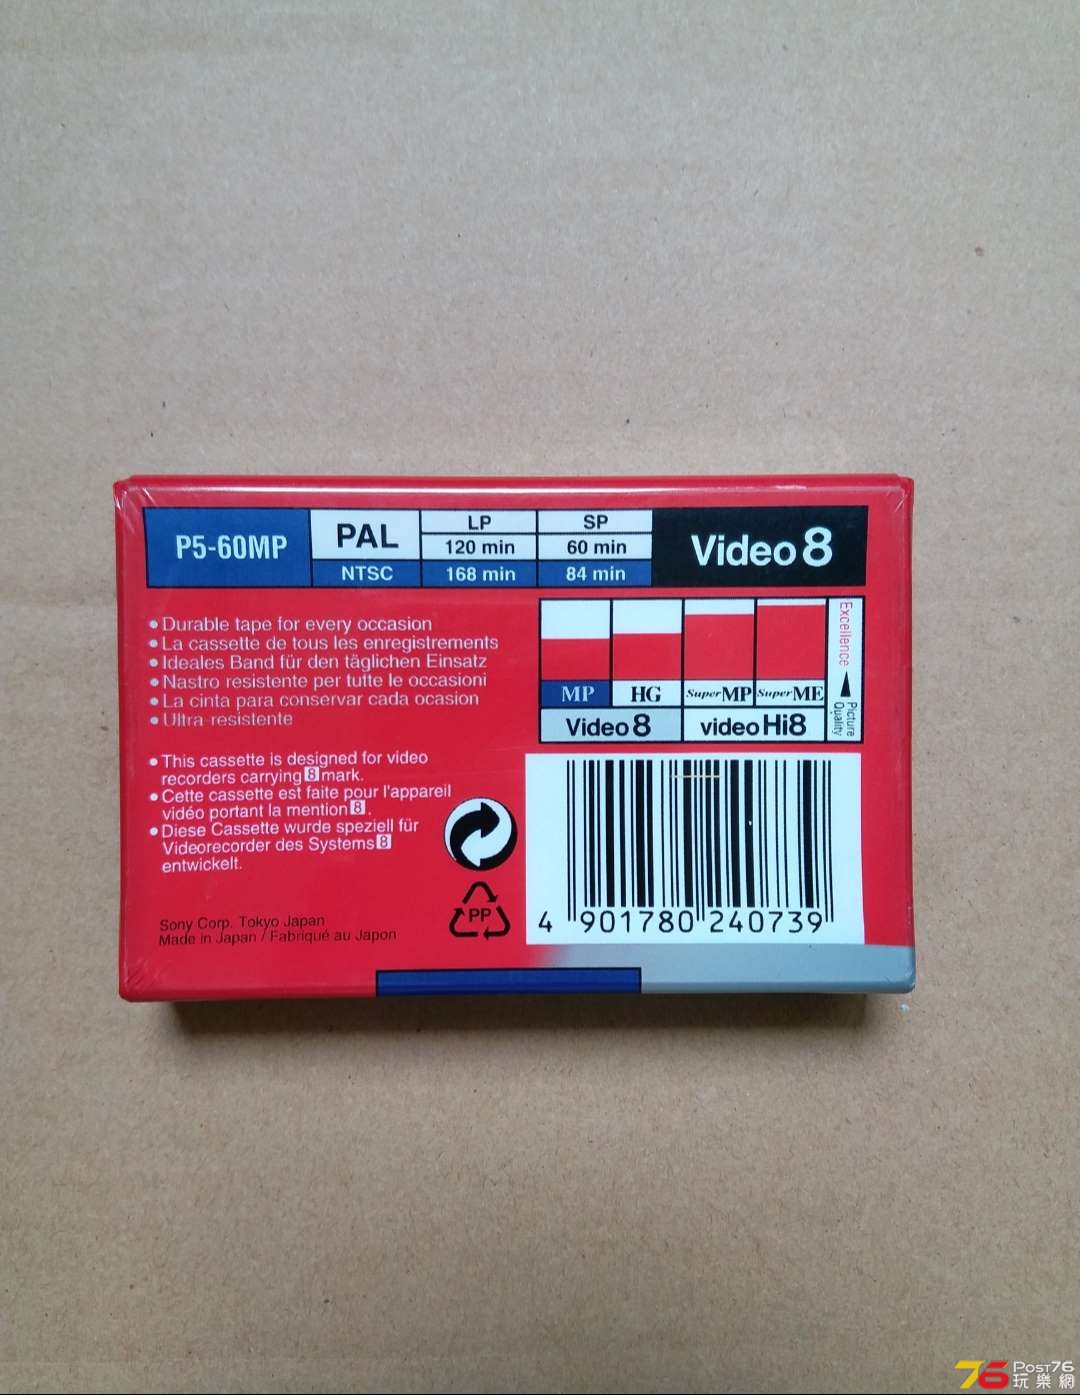 P5-60MP
PAL
LP
SP
120 min
60 min
NTSC
168 min
84 min
Video 8
• Durable tape for every occasion
• La cassette de tous les enregistrements
• Ideales Band für den täglichen Einsatz
• Nastro resistente per tutte le occasioni
• La cinta para conservar cada ocasion
• Ultra-resistente
MP
HG
Super MP
Super ME
Video 8
video Hi8
Excellence
Picture
Quality
• This cassette is designed for video
recorders carrying 8 mark.
• Cette cassette est faite pour l'appareil
vidéo portant la mention 8.
• Diese Cassette wurde speziell für
Videorecorder des Systems 8
entwickelt.
PP
4 901780 240739
Sony Corp. Tokyo Japan
Made in Japan / Fabriqué au Japon
76 POST76
玩樂網